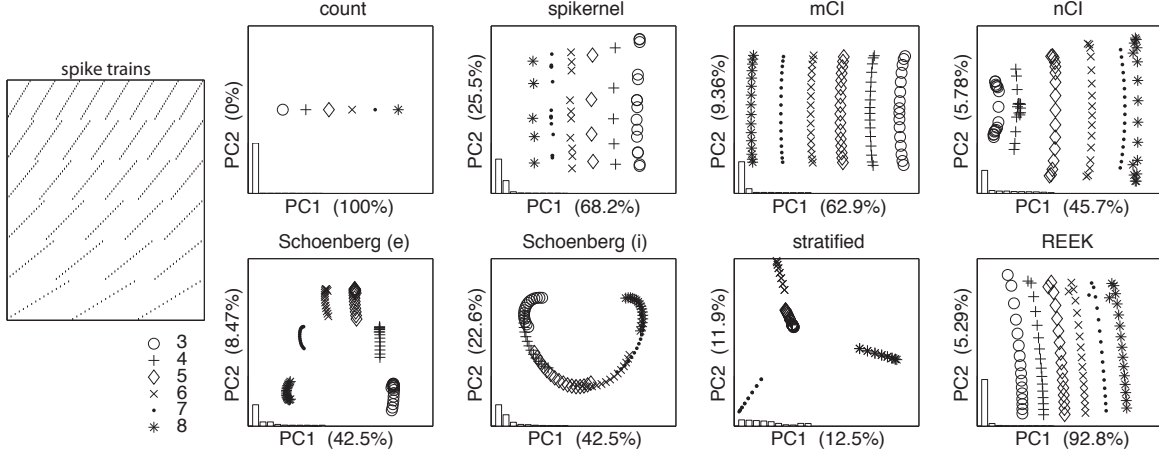 count
spikernel
mCI
nCI
spike trains
PC2 (0%)
PC2 (25.5%)
PC2 (9.36%)
PC2 (5.78%)
PC1 (100%)
PC1 (68.2%)
PC1 (62.9%)
PC1 (45.7%)
Schoenberg (e)
Schoenberg (i)
stratified
REEK
PC2 (8.47%)
PC2 (22.6%)
PC2 (11.9%)
PC2 (5.29%)
3
4
5
6
7
8
PC1 (42.5%)
PC1 (42.5%)
PC1 (12.5%)
PC1 (92.8%)